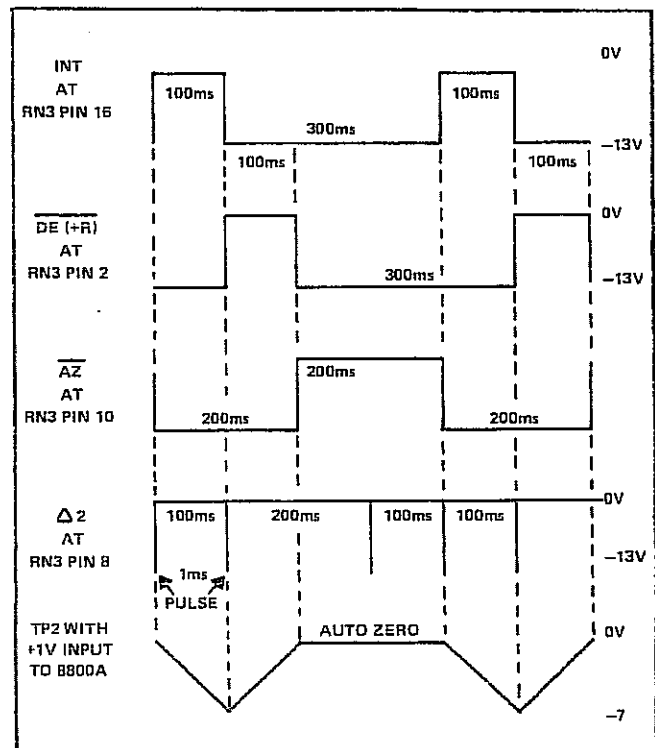 0V
INT
AT
RN3 PIN 16
100ms
100ms
300ms
-13V
100ms
100ms
0V
DE (+R)
AT
RN3 PIN 2
300ms
-13V
AZ
AT
RN3 PIN 10
200ms
200ms
200ms
0V
Δ2
AT
RN3 PIN 8
100ms
200ms
100ms
100ms
-13V
1ms
PULSE
TP2 WITH
+1V INPUT
TO 8800A
AUTO ZERO
0V
-7